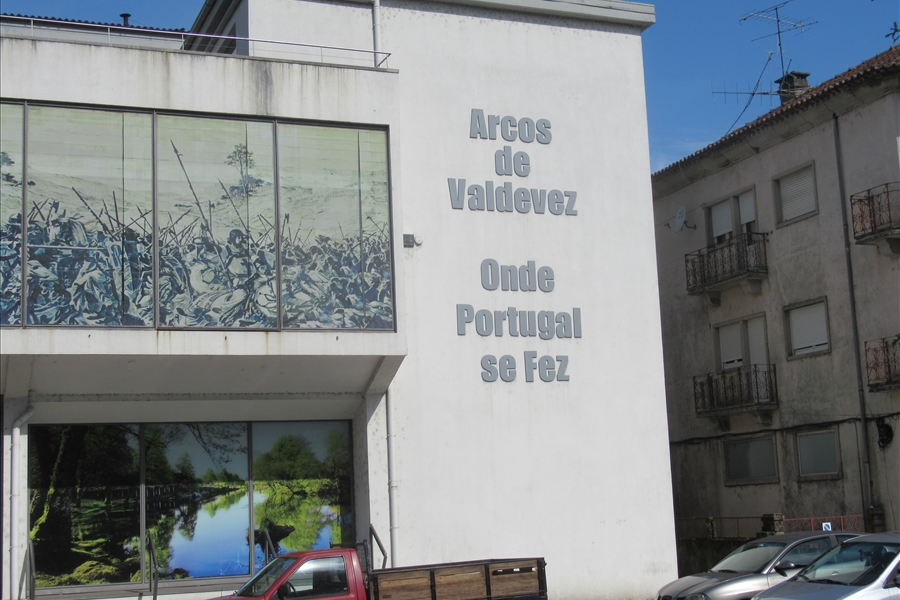 Arcos
de
Valdevez
Onde
Portugal
se Fez